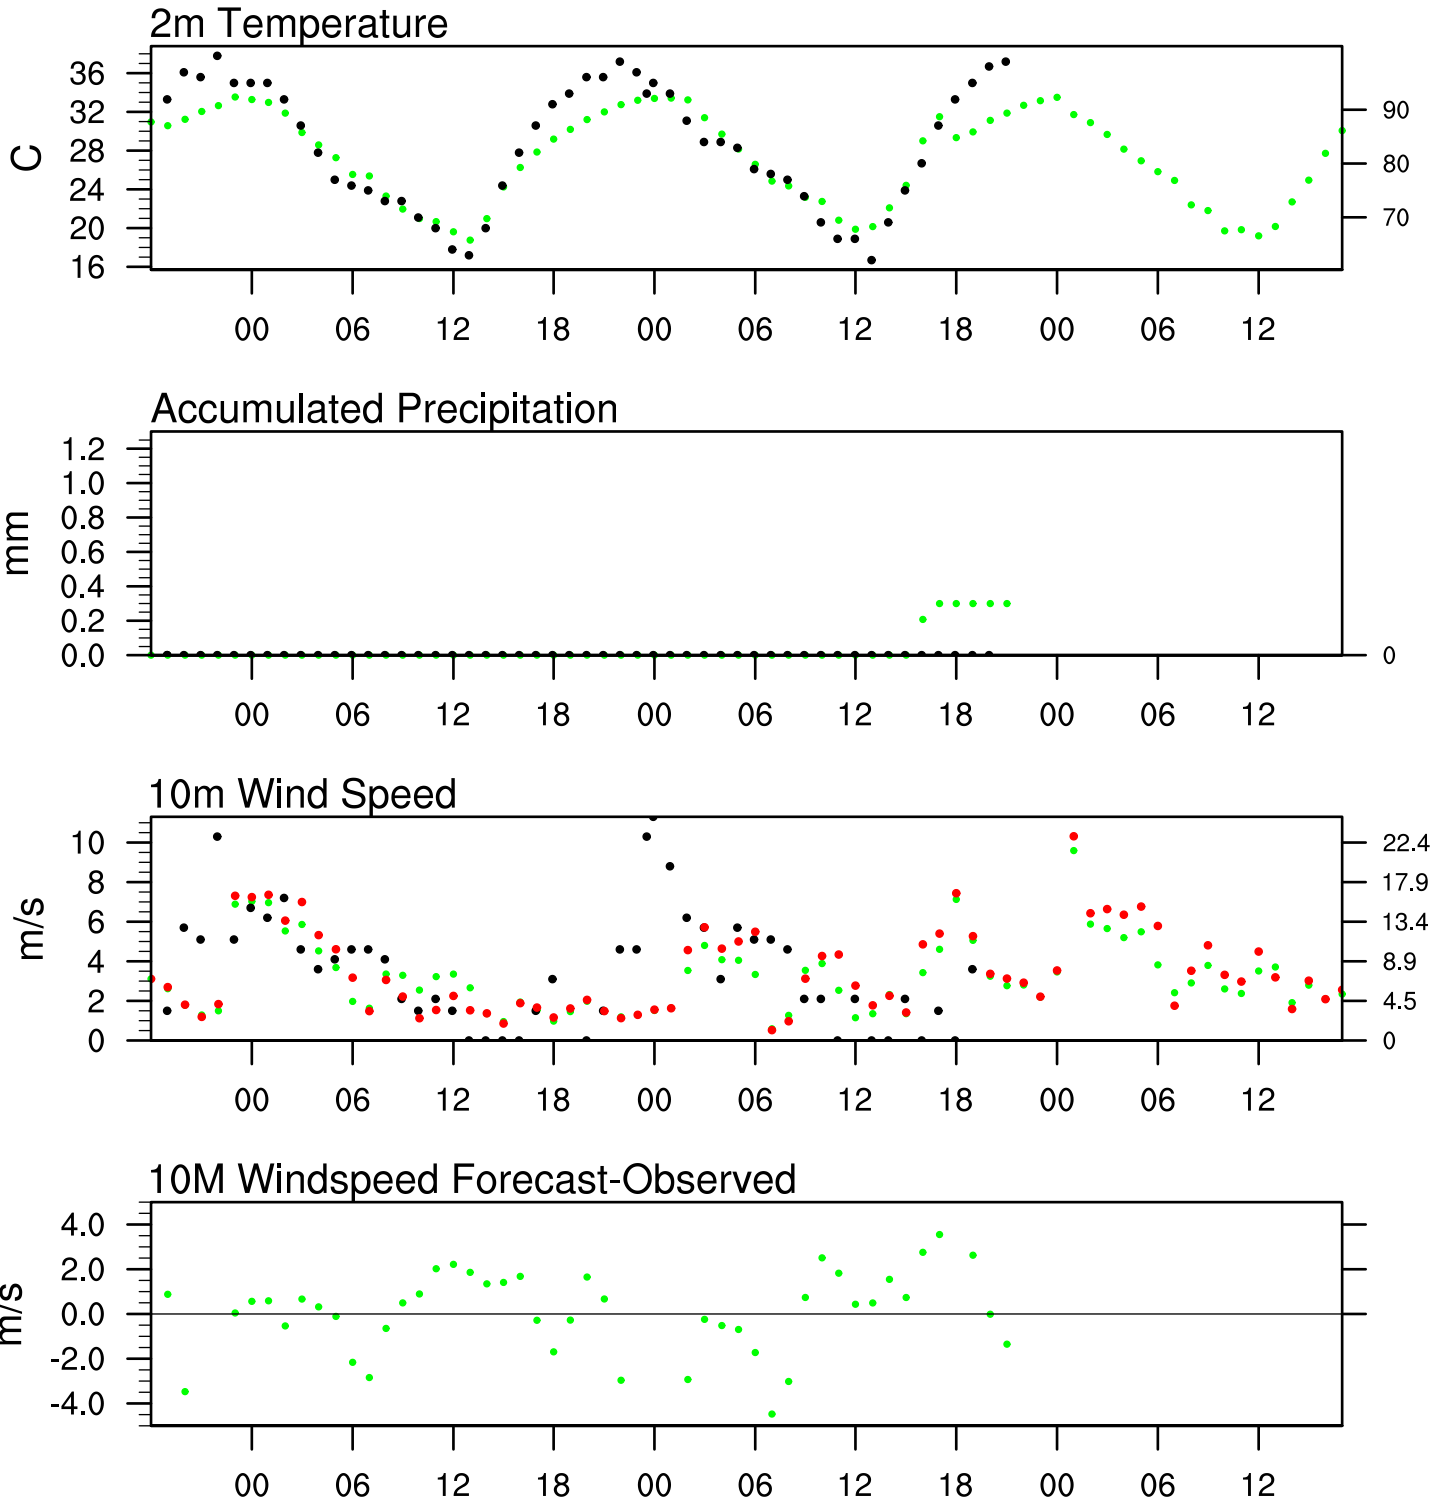 2m Temperature
36
32
28
24
20
16
C
90
80
70
00 06 12 18 00 06 12 18 00 06 12
Accumulated Precipitation
1.2
1.0
0.8
0.6
0.4
0.2
0.0
mm
0
00 06 12 18 00 06 12 18 00 06 12
10m Wind Speed
10
8
6
4
2
0
m/s
22.4
17.9
13.4
8.9
4.5
0
00 06 12 18 00 06 12 18 00 06 12
10M Windspeed Forecast-Observed
4.0
2.0
0.0
-2.0
-4.0
m/s
00 06 12 18 00 06 12 18 00 06 12